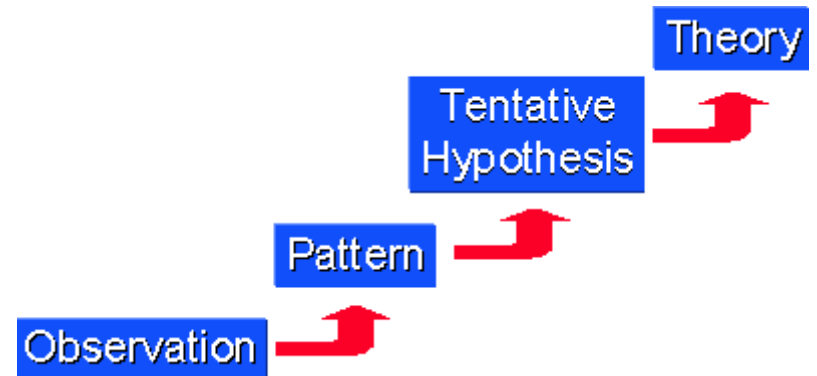 Theory
Tentative
Hypothesis
Pattern
Observation